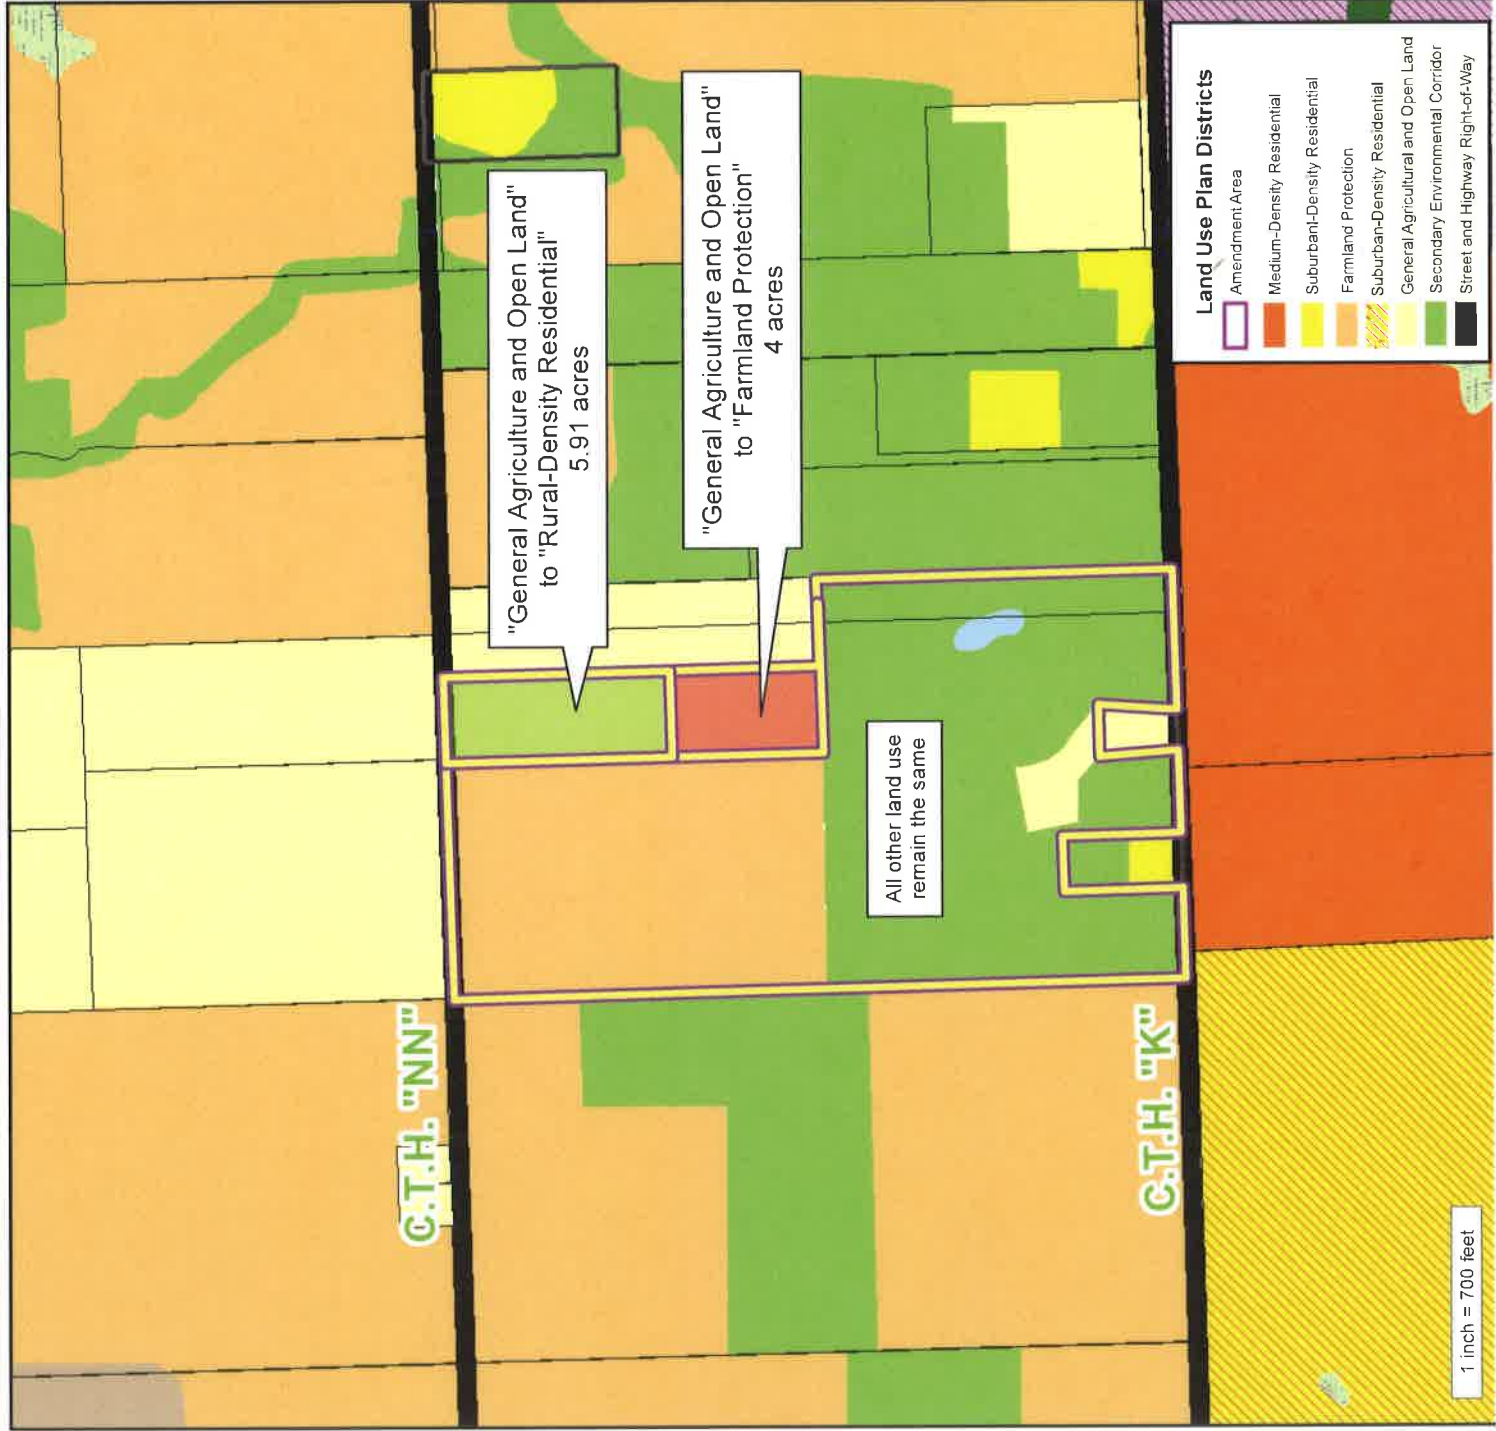 C.T.H. "NN"
"General Agriculture and Open Land"
to "Rural-Density Residential"
5.91 acres
"General Agriculture and Open Land"
to "Farmland Protection"
4 acres
All other land use
remain the same
C.T.H. "K"
1 inch = 700 feet
Land Use Plan Districts
Amendment Area
Medium-Density Residential
Suburbanl-Density Residential
Farmland Protection
Suburban-Density Residential
General Agricultural and Open Land
Secondary Environmental Corridor
Street and Highway Right-of-Way